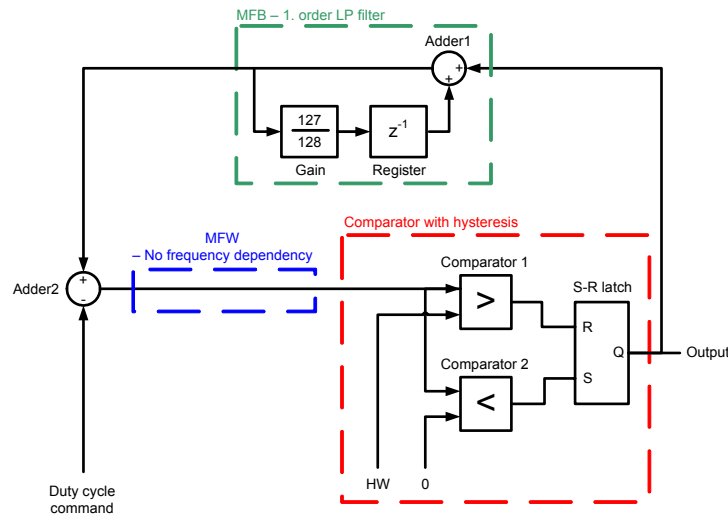 MFB – 1. order LP filter
Adder1
+
+
127
128
z-1
Gain
Register
MFW
– No frequency dependency
Comparator with hysteresis
Adder2
+
-
Comparator 1
>
S-R latch
R
Q
S
Output
Comparator 2
<
HW
0
Duty cycle
command